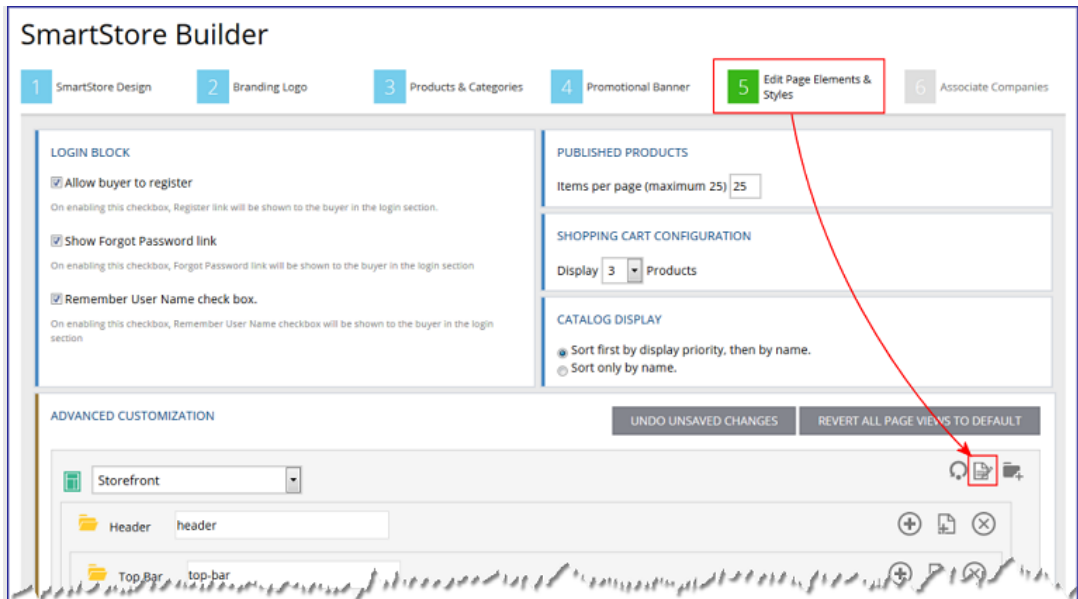 SmartStore Builder
1 SmartStore Design 2 Branding Logo 3 Products & Categories 4 Promotional Banner 5 Edit Page Elements & Styles 6 Associate Companies
LOGIN BLOCK
Allow buyer to register
On enabling this checkbox, Register link will be shown to the buyer in the login section.
Show Forgot Password link
On enabling this checkbox, Forgot Password link will be shown to the buyer in the login section
Remember User Name check box.
On enabling this checkbox, Remember User Name checkbox will be shown to the buyer in the login
section
PUBLISHED PRODUCTS
Items per page (maximum 25) 25
SHOPPING CART CONFIGURATION
Display 3 Products
CATALOG DISPLAY
Sort first by display priority, then by name.
Sort only by name.
ADVANCED CUSTOMIZATION
UNDO UNSAVED CHANGES REVERT ALL PAGE VIEWS TO DEFAULT
Storefront
Header header
Top Bar top-bar